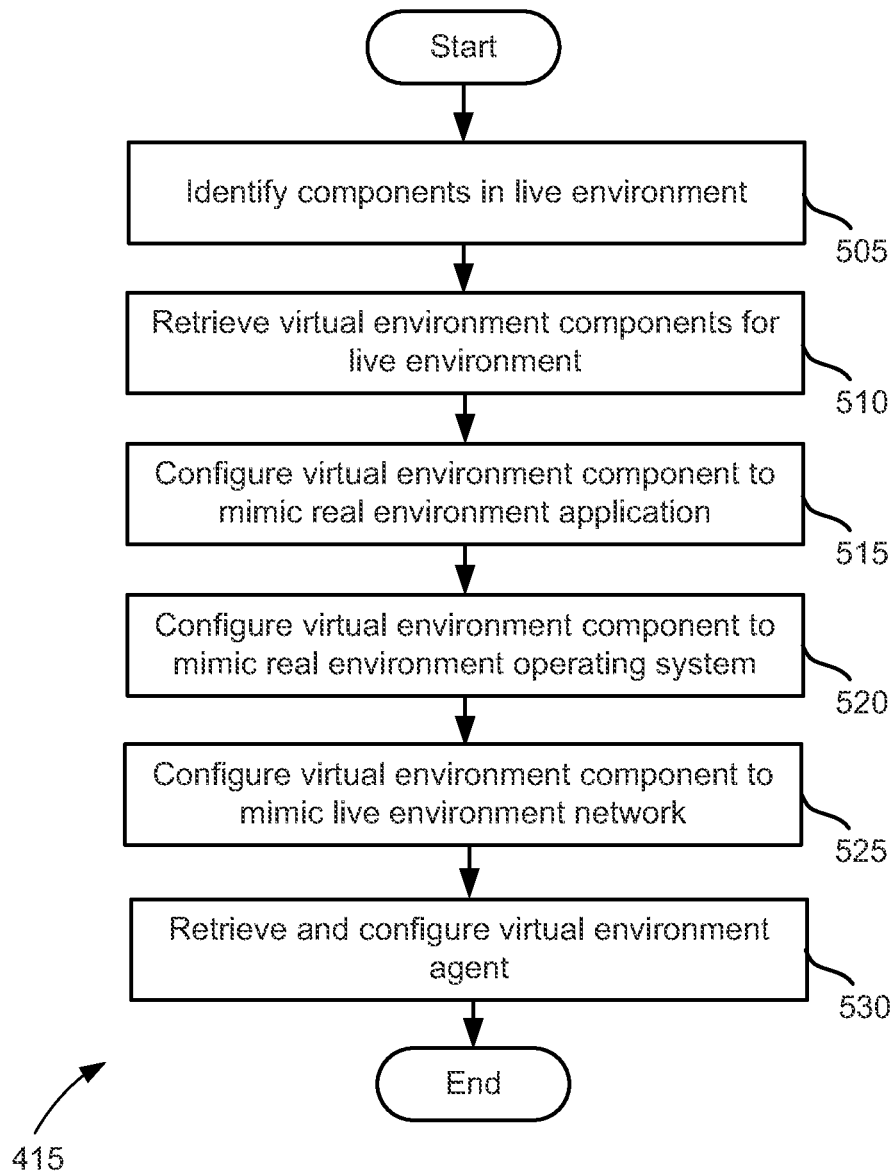 Start
Identify components in live environment
505
Retrieve virtual environment components for
live environment
510
Configure virtual environment component to
mimic real environment application
515
Configure virtual environment component to
mimic real environment operating system
520
Configure virtual environment component to
mimic live environment network
525
Retrieve and configure virtual environment
agent
530
End
415